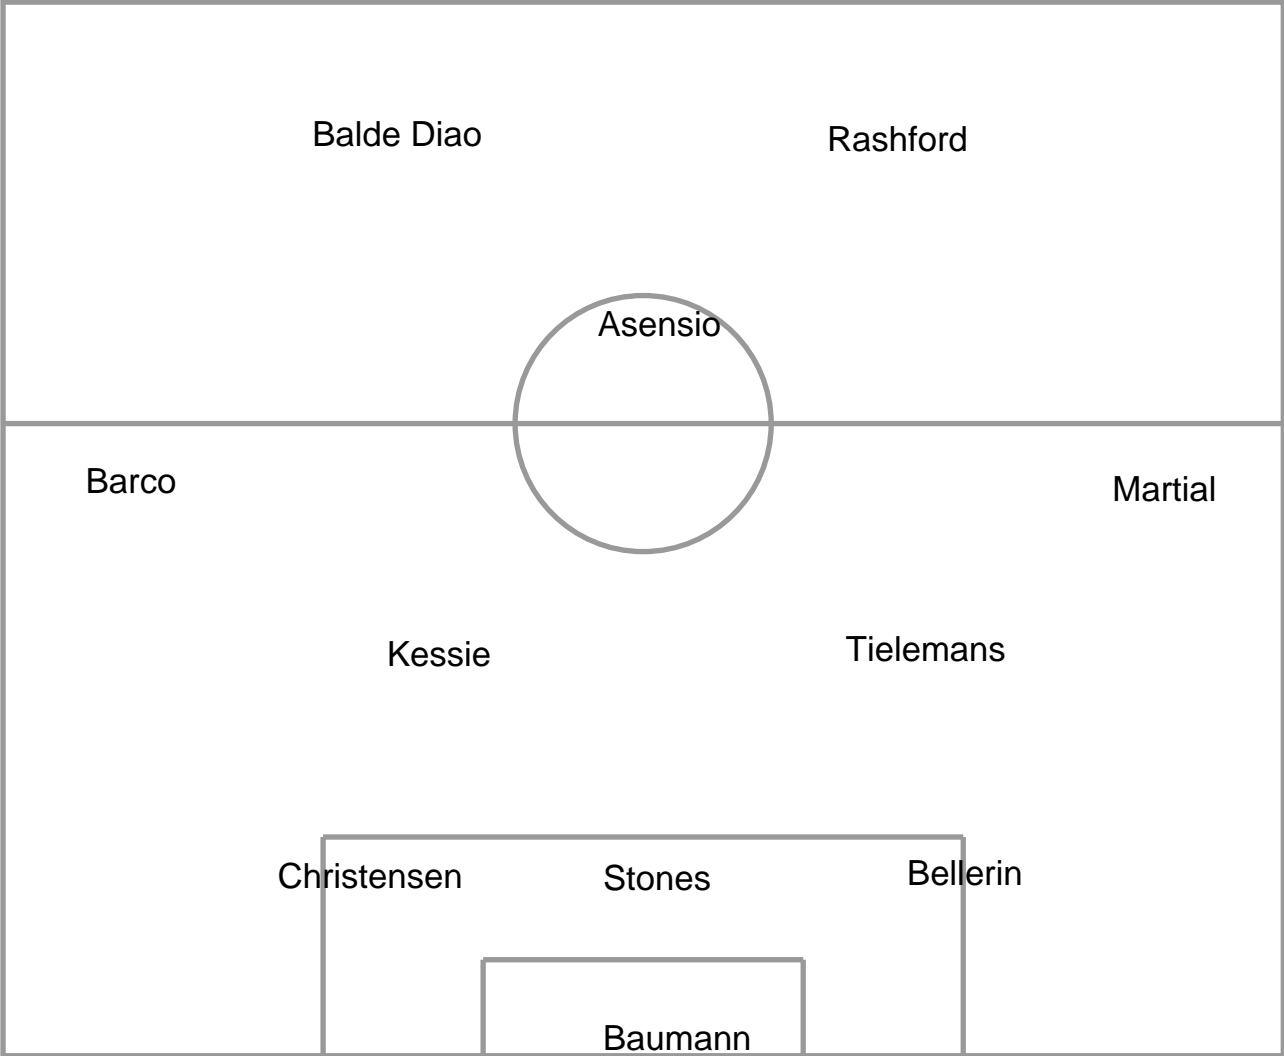 Balde Diao
Rashford
Asensio
Barco
Martial
Kessie
Tielemans
Christensen
Stones
Bellerin
Baumann